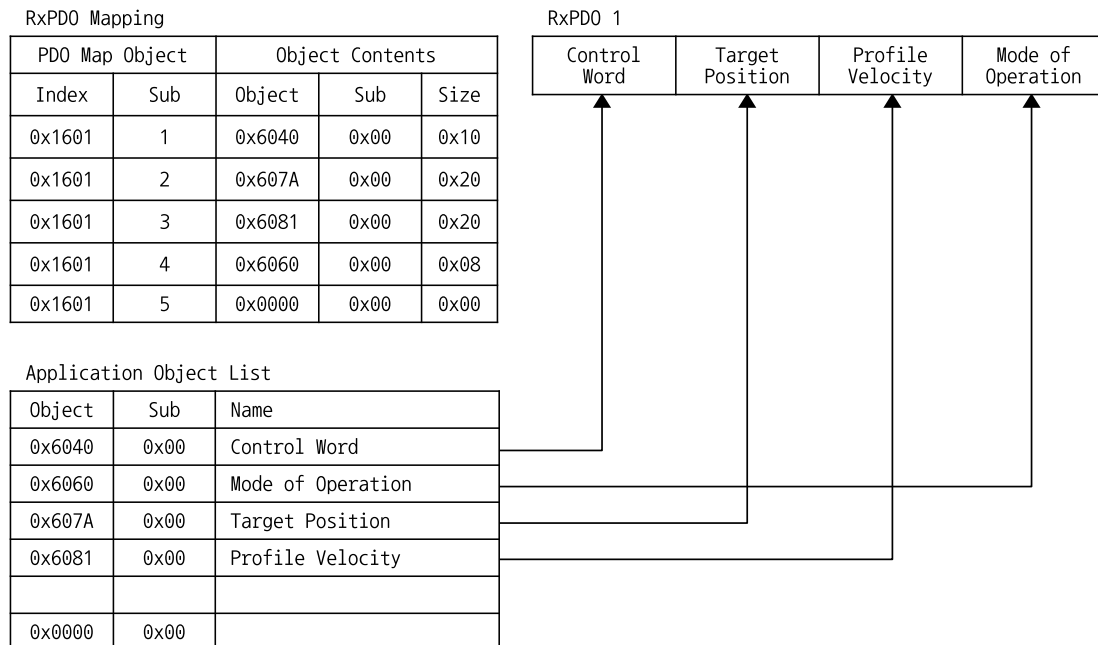 RxPDO Mapping
PDO Map Object Object Contents
Index Sub Object Sub Size
0x1601 1 0x6040 0x00 0x10
0x1601 2 0x607A 0x00 0x20
0x1601 3 0x6081 0x00 0x20
0x1601 4 0x6060 0x00 0x08
0x1601 5 0x0000 0x00 0x00
RxPDO 1
Control
Word
Target
Position
Profile
Velocity
Mode of
Operation
Application Object List
Object Sub Name
0x6040 0x00 Control Word
0x6060 0x00 Mode of Operation
0x607A 0x00 Target Position
0x6081 0x00 Profile Velocity
0x0000 0x00